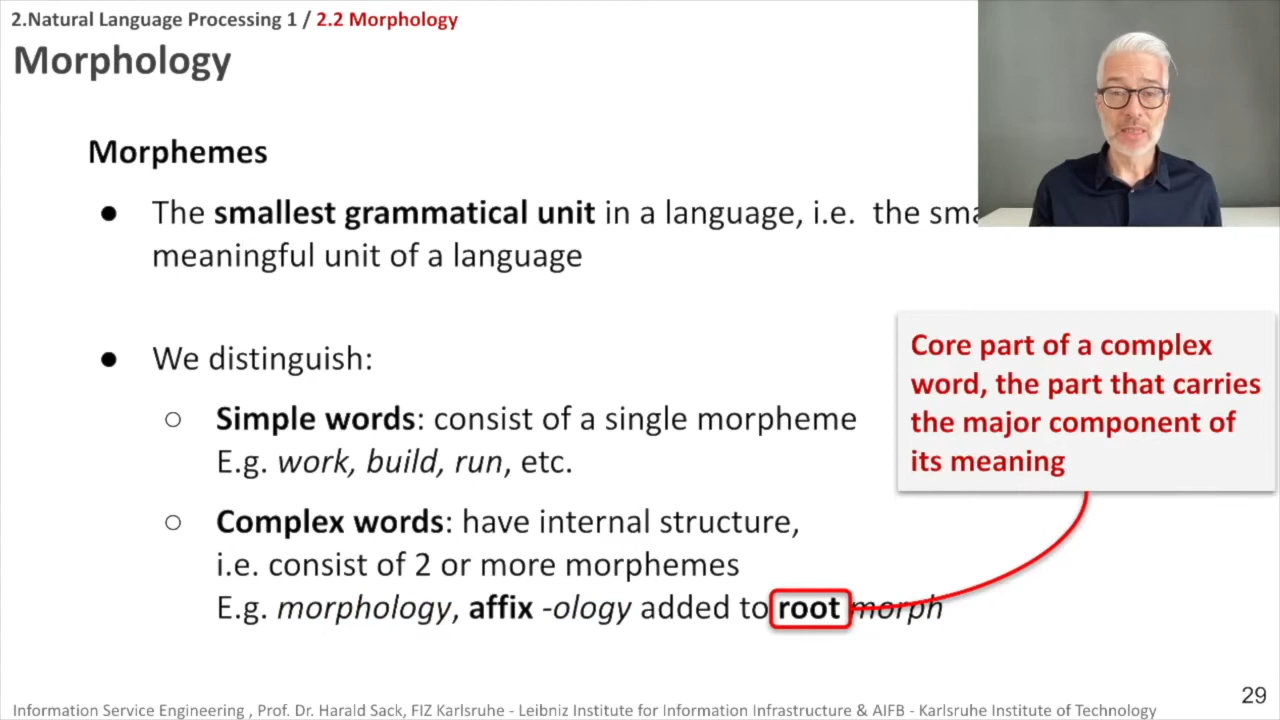 2.Natural Language Processing 1 / 2.2 Morphology
Morphology
Morphemes
● The smallest grammatical unit in a language, i.e. the
meaningful unit of a language
● We distinguish:
○ Simple words: consist of a single morpheme
E.g. work, build, run, etc.
○ Complex words: have internal structure,
i.e. consist of 2 or more morphemes
E.g. morphology, affix -ology added to root morph
Core part of a complex
word, the part that carries
the major component of
its meaning
29
Information Service Engineering , Prof. Dr. Harald Sack, FIZ Karlsruhe - Leibniz Institute for Information Infrastructure & AIFB - Karlsruhe Institute of Technology